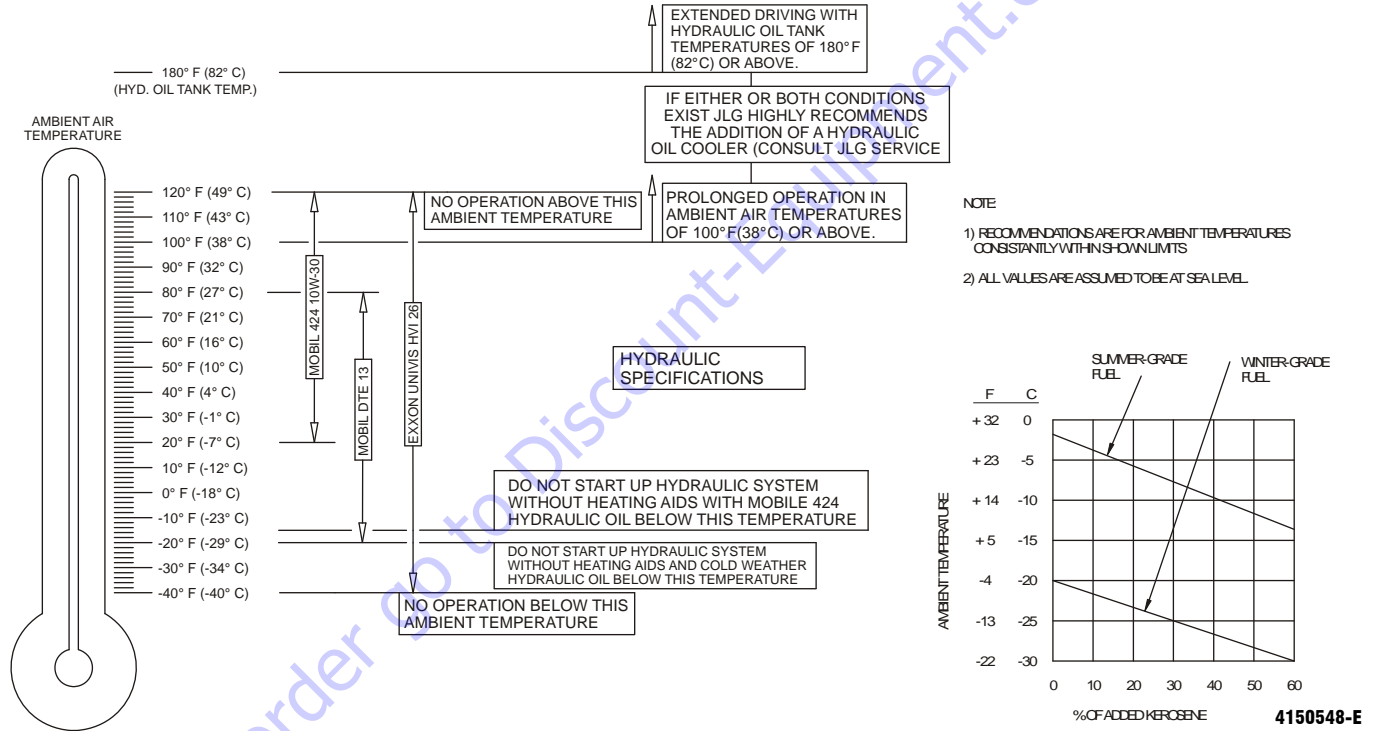 EXTENDED DRIVING WITH
HYDRAULIC OIL TANK
TEMPERATURES OF 180°F
(82°C) OR ABOVE.
180° F (82° C)
(HYD. OIL TANK TEMP.)
IF EITHER OR BOTH CONDITIONS
EXIST JLG HIGHLY RECOMMENDS
THE ADDITION OF A HYDRAULIC
OIL COOLER (CONSULT JLG SERVICE
AMBIENT AIR
TEMPERATURE
120° F (49° C)
110° F (43° C)
100° F (38° C)
90° F (32° C)
80° F (27° C)
70° F (21° C)
60° F (16° C)
50° F (10° C)
40° F (4° C)
30° F (-1° C)
20° F (-7° C)
10° F (-12° C)
0° F (-18° C)
-10° F (-23° C)
-20° F (-29° C)
-30° F (-34° C)
-40° F (-40° C)
MOBIL 424 10W-30
MOBIL DTE 13
EXXON UNIVIS HVI 26
NO OPERATION ABOVE THIS
AMBIENT TEMPERATURE
PROLONGED OPERATION IN
AMBIENT AIR TEMPERATURES
OF 100°F(38°C) OR ABOVE.
HYDRAULIC
SPECIFICATIONS
DO NOT START UP HYDRAULIC SYSTEM
WITHOUT HEATING AIDS WITH MOBILE 424
HYDRAULIC OIL BELOW THIS TEMPERATURE
DO NOT START UP HYDRAULIC SYSTEM
WITHOUT HEATING AIDS AND COLD WEATHER
HYDRAULIC OIL BELOW THIS TEMPERATURE
NO OPERATION BELOW THIS
AMBIENT TEMPERATURE
NOTE:
1) RECOMMENDATIONS ARE FOR AMBIENT TEMPERATURES
CONSISTANTLY WITHIN SHOWN LIMITS
2) ALL VALUES ARE ASSUMED TO BE AT SEA LEVEL.
SUMMER-GRADE
FUEL
WINTER-GRADE
FUEL
F C
+ 32 0
+ 23 -5
+ 14 -10
+ 5 -15
-4 -20
-13 -25
-22 -30
AMBIENT TEMPERATURE
0 10 20 30 40 50 60
% OF ADDED KEROSENE
4150548-E
order go to Discount-Equipment.c